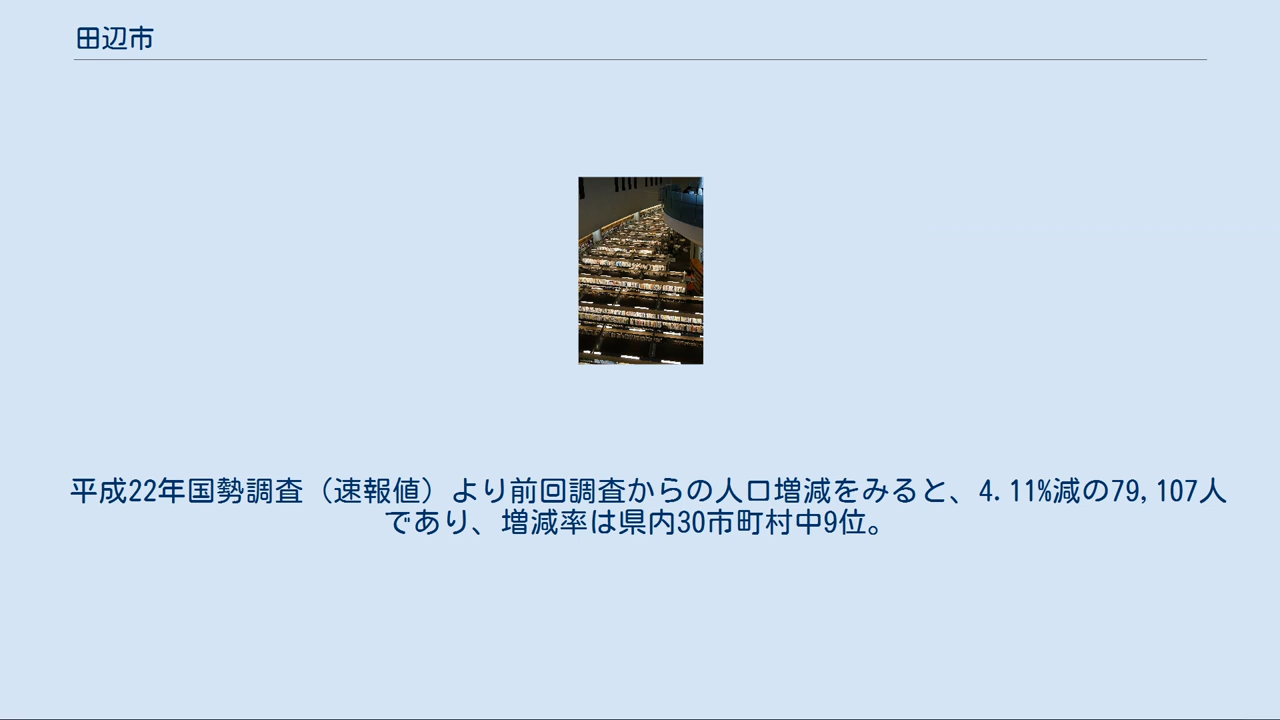 田辺市
平成22年国勢調査（速報値）より前回調査からの人口増減をみると、4.11%減の79,107人
であり、増減率は県内30市町村中9位。